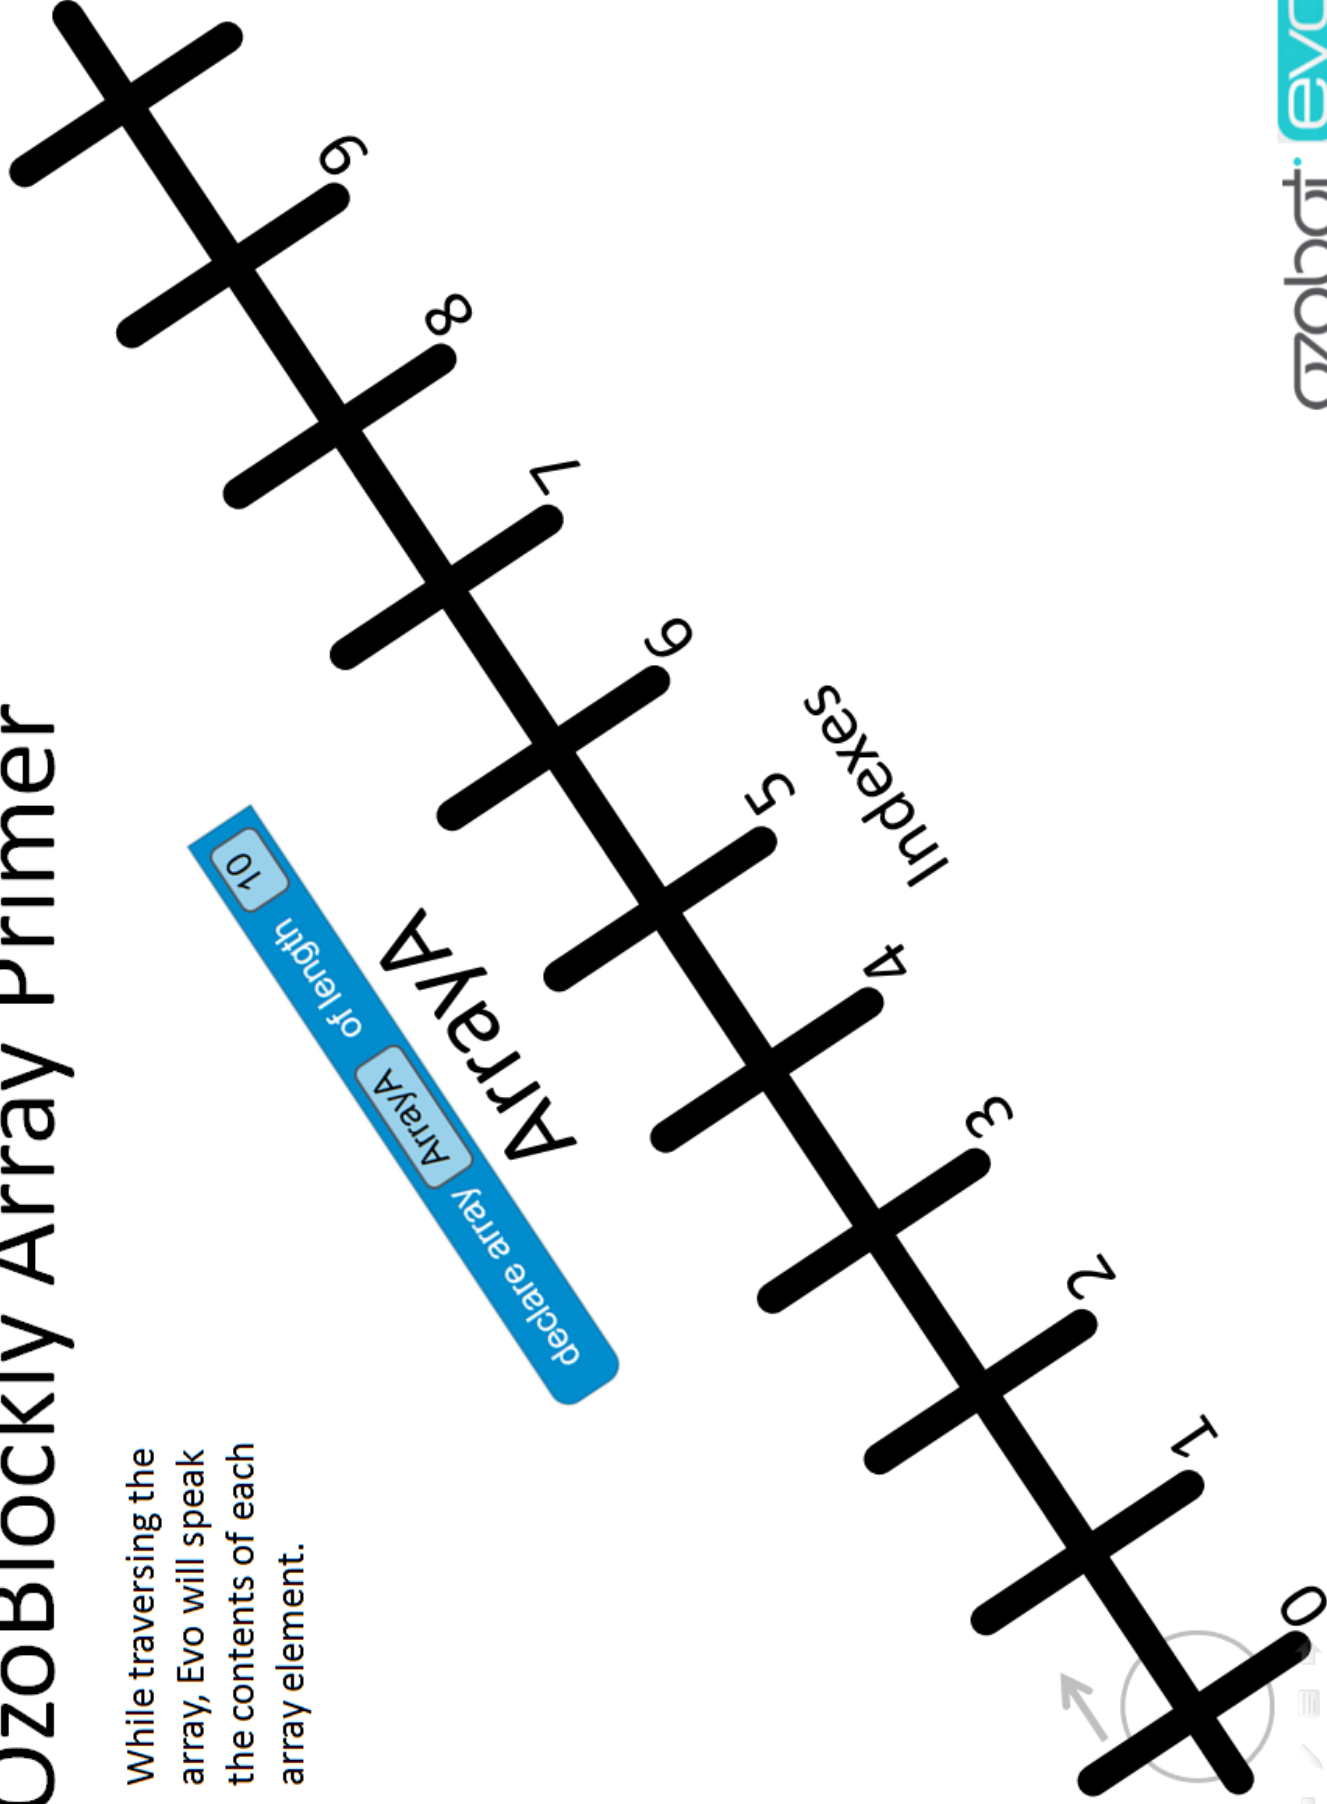 OzoBlockly Array Primer
While traversing the
array, Evo will speak
the contents of each
array element.
declare array ArrayA of length 10
ArrayA
0 1 2 3 4 5 6 7 8 9
Indexes
ozobot evo